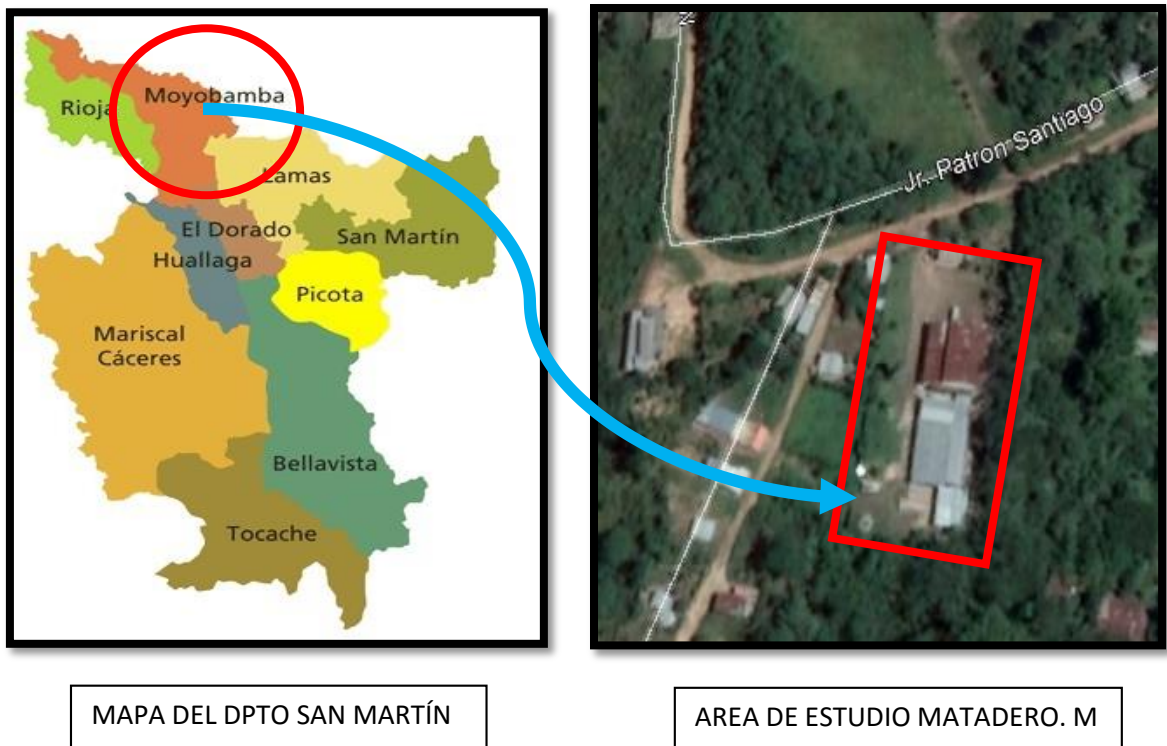 Rioja
Moyobamba
Lamas
El Dorado
San Martín
Huallaga
Picota
Mariscal
Cáceres
Bellavista
Tocache
Jr. Patron Santiago
MAPA DEL DPTO SAN MARTÍN
AREA DE ESTUDIO MATADERO. M